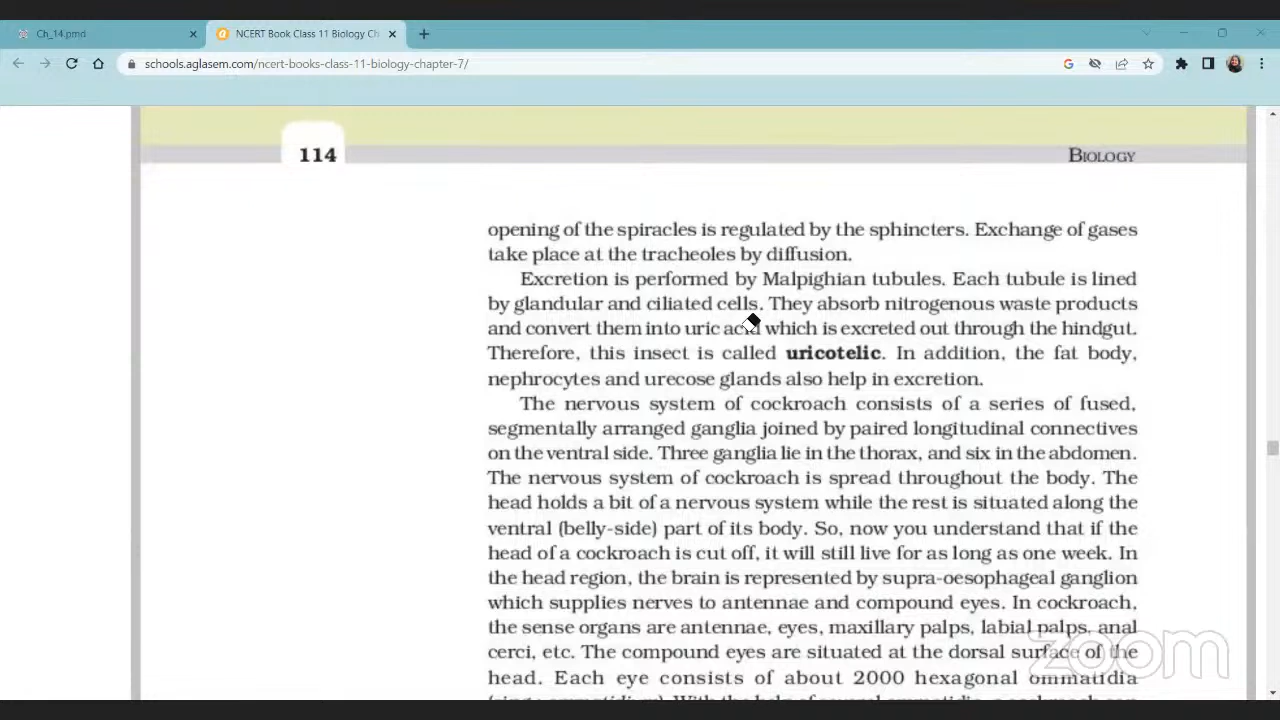 Ch_14.pmd
NCERT Book Class 11 Biology Ch
schools.aglasem.com/ncert-books-class-11-biology-chapter-7/
114
BIOLOGY
opening of the spiracles is regulated by the sphincters. Exchange of gases
take place at the tracheoles by diffusion.
Excretion is performed by Malpighian tubules. Each tubule is lined
by glandular and ciliated cells. They absorb nitrogenous waste products
and convert them into uric acid which is excreted out through the hindgut.
Therefore, this insect is called uricotelic. In addition, the fat body,
nephrocytes and urecose glands also help in excretion.
The nervous system of cockroach consists of a series of fused,
segmentally arranged ganglia joined by paired longitudinal connectives
on the ventral side. Three ganglia lie in the thorax, and six in the abdomen.
The nervous system of cockroach is spread throughout the body. The
head holds a bit of a nervous system while the rest is situated along the
ventral (belly-side) part of its body. So, now you understand that if the
head of a cockroach is cut off, it will still live for as long as one week. In
the head region, the brain is represented by supra-oesophageal ganglion
which supplies nerves to antennae and compound eyes. In cockroach,
the sense organs are antennae, eyes, maxillary palps, labial palps, anal
cerci, etc. The compound eyes are situated at the dorsal surface of the
head. Each eye consists of about 2000 hexagonal ommatidia
zoom